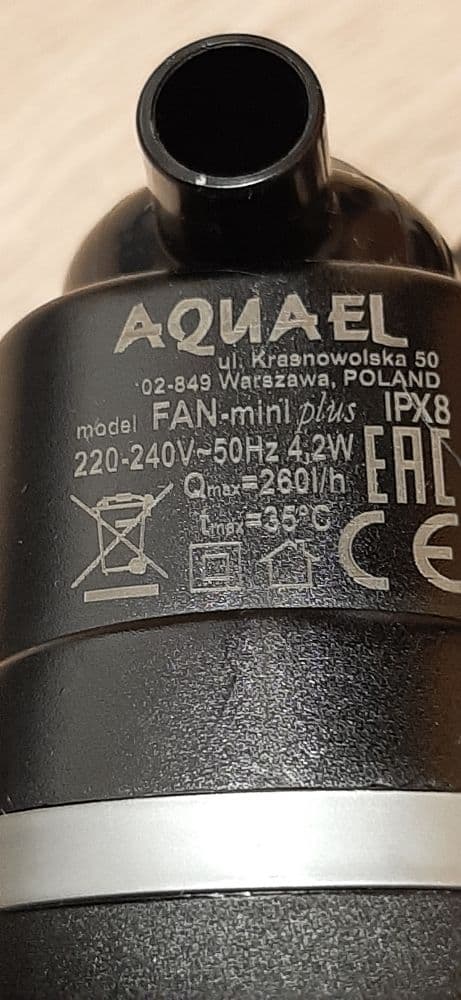 AQUAEL
ul. Krasnowolska 50
02-849 Warszawa, POLAND
model FAN-mini plus IPX8
220-240V~50Hz 4,2W
EAC
Qmax=260l/h
tmax=35°C
CE